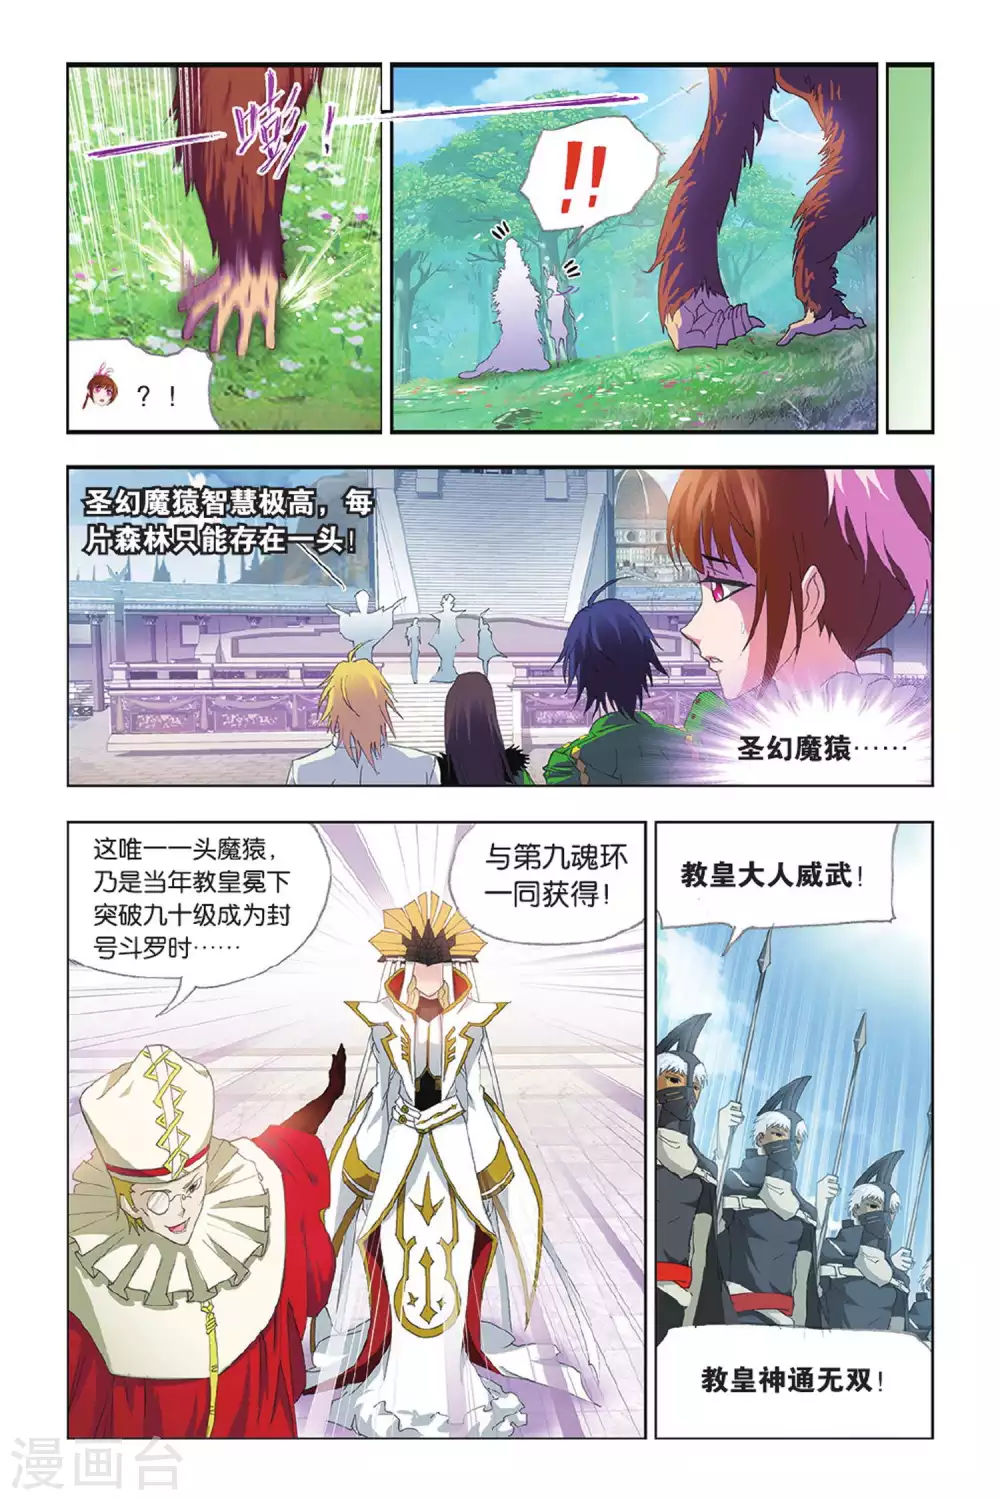 嘭！
？！
！！
圣幻魔猿智慧极高，每
片森林只能存在一头！
圣幻魔猿……
这唯一一头魔猿，
乃是当年教皇冕下
突破九十级成为封
号斗罗时……
与第九魂环
一同获得！
教皇大人威武！
教皇神通无双！
漫画台